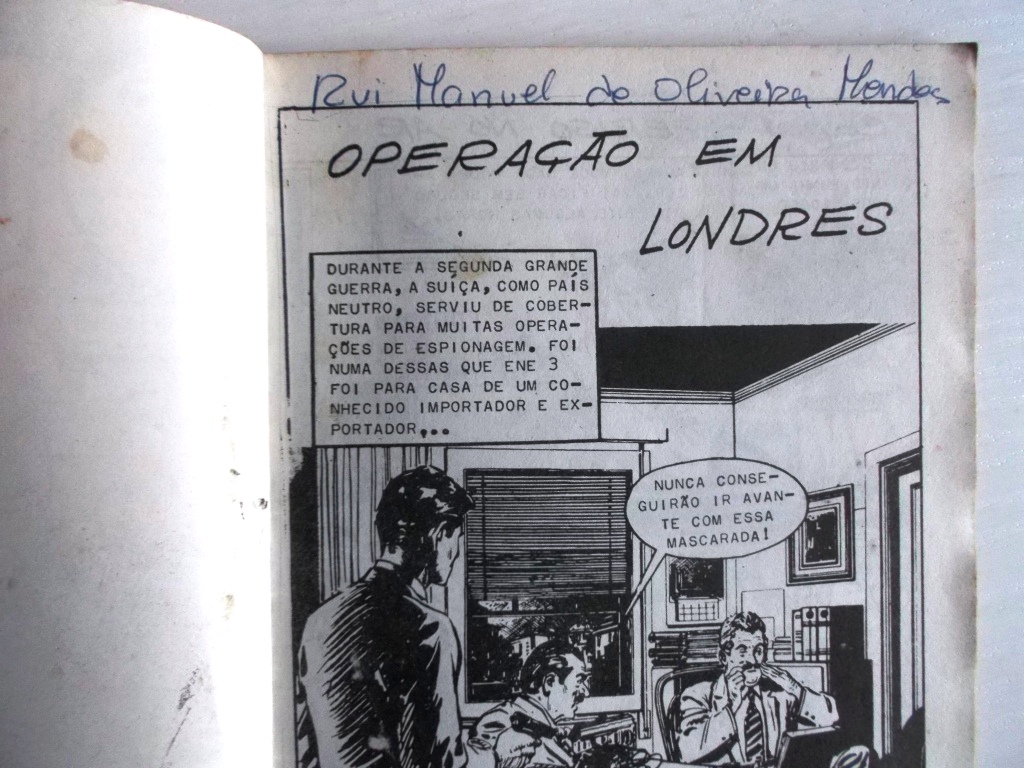 Rui Manuel de Oliveira Mendes
OPERAÇÃO EM
LONDRES
DURANTE A SEGUNDA GRANDE
GUERRA, A SUÍÇA, COMO PAÍS
NEUTRO, SERVIU DE COBER-
TURA PARA MUITAS OPERA-
ÇÕES DE ESPIONAGEM. FOI
NUMA DESSAS QUE ENE 3
FOI PARA CASA DE UM CO-
NHECIDO IMPORTADOR E EX-
PORTADOR,..
NUNCA CONSE-
GUIRÃO IR AVAN-
TE COM ESSA
MASCARADA!